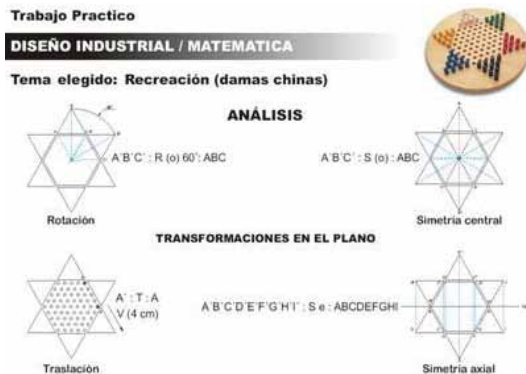 Trabajo Practico
DISEÑO INDUSTRIAL / MATEMATICA
Tema elegido: Recreación (damas chinas)
ANÁLISIS
A´B´C´ : R (o) 60°: ABC
A´B´C´ : S (o) : ABC
Rotación
Simetría central
TRANSFORMACIONES EN EL PLANO
A´ : T : A
V (4 cm)
A´B´C´D´E´F´G´H´I´ : S e : ABCDEFGHI
Traslación
Simetría axial